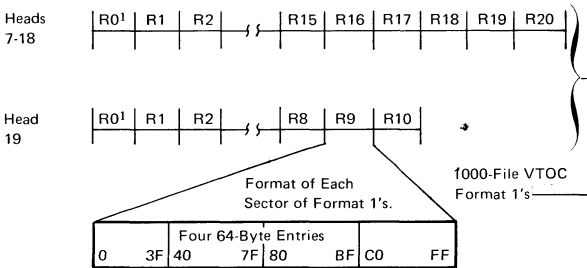 Heads
7-18
R0¹ R1 R2 R15 R16 R17 R18 R19 R20
Head
19
R0¹ R1 R2 R8 R9 R10
Format of Each
Sector of Format 1's.
1000-File VTOC
Format 1's
Four 64-Byte Entries
0 3F 40 7F 80 BF C0 FF